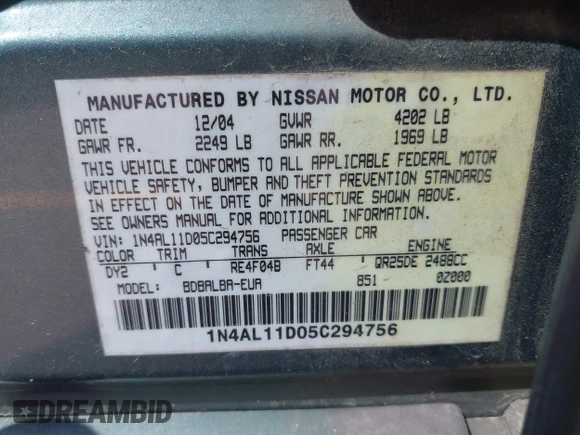 MANUFACTURED BY NISSAN MOTOR CO., LTD.
DATE 12/04 GVWR 4202 LB
GAWR FR. 2249 LB GAWR RR. 1969 LB
THIS VEHICLE CONFORMS TO ALL APPLICABLE FEDERAL MOTOR
VEHICLE SAFETY, BUMPER AND THEFT PREVENTION STANDARDS
IN EFFECT ON THE DATE OF MANUFACTURE SHOWN ABOVE.
SEE OWNERS MANUAL FOR ADDITIONAL INFORMATION.
VIN: 1N4AL11D05C294756 PASSENGER CAR
COLOR TRIM TRANS AXLE ENGINE
DY2 C RE4F04B FT44 QR25DE 2488CC
MODEL: BDBALBA-EUA B51 0Z000
1N4AL11D05C294756
DREAMBID